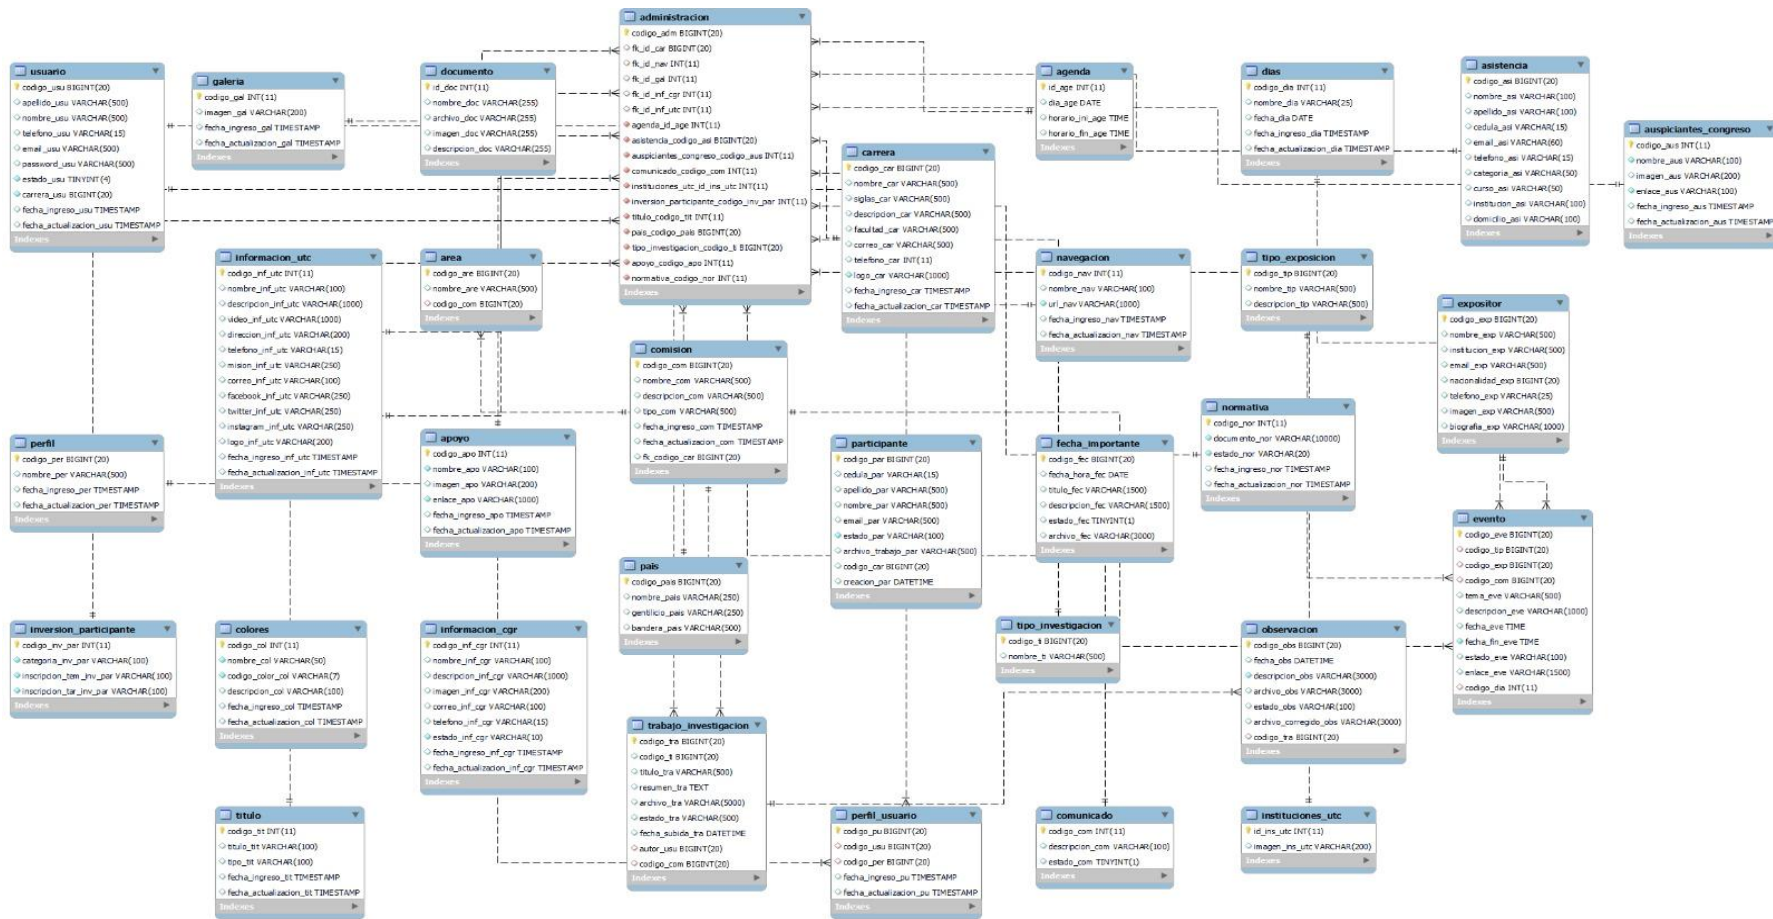 administracion
codigo_adm BIGINT(20)
fk_id_car BIGINT(20)
fk_id_nav INT(11)
fk_id_gal INT(11)
fk_id_inf_cgr INT(11)
fk_id_inf_utc INT(11)
agenda_id_age INT(11)
asistencia_codigo_asi BIGINT(20)
auspiciantes_congreso_codigo_aus INT(11)
comunicado_codigo_com INT(11)
instituciones_utc_id_ins_utc INT(11)
inversion_participante_codigo_inv_par INT(11)
titulo_codigo_tit INT(11)
pais_codigo_pais BIGINT(20)
tipo_investigacion_codigo_ti BIGINT(20)
apoyo_codigo_apo INT(11)
normativa_codigo_nor INT(11)
Indexes
usuario
codigo_usu BIGINT(20)
apellido_usu VARCHAR(500)
nombre_usu VARCHAR(500)
telefono_usu VARCHAR(15)
email_usu VARCHAR(500)
password_usu VARCHAR(500)
estado_usu TINYINT(4)
carrera_usu BIGINT(20)
fecha_ingreso_usu TIMESTAMP
fecha_actualizacion_usu TIMESTAMP
Indexes
galeria
codigo_gal INT(11)
imagen_gal VARCHAR(200)
fecha_ingreso_gal TIMESTAMP
fecha_actualizacion_gal TIMESTAMP
Indexes
documento
id_doc INT(11)
nombre_doc VARCHAR(255)
archivo_doc VARCHAR(255)
imagen_doc VARCHAR(255)
descripcion_doc VARCHAR(255)
Indexes
agenda
id_age INT(11)
dia_age DATE
horario_ini_age TIME
horario_fin_age TIME
Indexes
dias
codigo_dia INT(11)
nombre_dia VARCHAR(25)
fecha_dia DATE
fecha_ingreso_dia TIMESTAMP
fecha_actualizacion_dia TIMESTAMP
Indexes
asistencia
codigo_asi BIGINT(20)
nombre_asi VARCHAR(100)
apellido_asi VARCHAR(100)
cedula_asi VARCHAR(15)
email_asi VARCHAR(60)
telefono_asi VARCHAR(15)
categoria_asi VARCHAR(50)
curso_asi VARCHAR(50)
institucion_asi VARCHAR(100)
domicilio_asi VARCHAR(100)
Indexes
auspiciantes_congreso
codigo_aus INT(11)
nombre_aus VARCHAR(100)
imagen_aus VARCHAR(200)
enlace_aus VARCHAR(100)
fecha_ingreso_aus TIMESTAMP
fecha_actualizacion_aus TIMESTAMP
Indexes
carrera
codigo_car BIGINT(20)
nombre_car VARCHAR(500)
siglas_car VARCHAR(500)
descripcion_car VARCHAR(500)
facultad_car VARCHAR(500)
correo_car VARCHAR(500)
telefono_car INT(11)
logo_car VARCHAR(1000)
fecha_ingreso_car TIMESTAMP
fecha_actualizacion_car TIMESTAMP
Indexes
informacion_utc
codigo_inf_utc INT(11)
nombre_inf_utc VARCHAR(100)
descripcion_inf_utc VARCHAR(1000)
video_inf_utc VARCHAR(1000)
direccion_inf_utc VARCHAR(200)
telefono_inf_utc VARCHAR(15)
mision_inf_utc VARCHAR(250)
correo_inf_utc VARCHAR(100)
facebook_inf_utc VARCHAR(250)
twitter_inf_utc VARCHAR(250)
instagram_inf_utc VARCHAR(250)
logo_inf_utc VARCHAR(200)
fecha_ingreso_inf_utc TIMESTAMP
fecha_actualizacion_inf_utc TIMESTAMP
Indexes
area
codigo_are BIGINT(20)
nombre_are VARCHAR(500)
codigo_com BIGINT(20)
Indexes
navegacion
codigo_nav INT(11)
nombre_nav VARCHAR(100)
url_nav VARCHAR(1000)
fecha_ingreso_nav TIMESTAMP
fecha_actualizacion_nav TIMESTAMP
Indexes
tipo_exposicion
codigo_tip BIGINT(20)
nombre_tip VARCHAR(500)
descripcion_tip VARCHAR(500)
Indexes
expositor
codigo_exp BIGINT(20)
nombre_exp VARCHAR(500)
institucion_exp VARCHAR(500)
email_exp VARCHAR(500)
nacionalidad_exp BIGINT(20)
telefono_exp VARCHAR(25)
imagen_exp VARCHAR(500)
biografia_exp VARCHAR(1000)
Indexes
comision
codigo_com BIGINT(20)
nombre_com VARCHAR(500)
descripcion_com VARCHAR(500)
tipo_com VARCHAR(500)
fecha_ingreso_com TIMESTAMP
fecha_actualizacion_com TIMESTAMP
fk_codigo_car BIGINT(20)
Indexes
normativa
codigo_nor INT(11)
documento_nor VARCHAR(10000)
estado_nor VARCHAR(20)
fecha_ingreso_nor TIMESTAMP
fecha_actualizacion_nor TIMESTAMP
Indexes
perfil
codigo_per BIGINT(20)
nombre_per VARCHAR(500)
fecha_ingreso_per TIMESTAMP
fecha_actualizacion_per TIMESTAMP
Indexes
apoyo
codigo_apo INT(11)
nombre_apo VARCHAR(100)
imagen_apo VARCHAR(200)
enlace_apo VARCHAR(1000)
fecha_ingreso_apo TIMESTAMP
fecha_actualizacion_apo TIMESTAMP
Indexes
participante
codigo_par BIGINT(20)
cedula_par VARCHAR(15)
apellido_par VARCHAR(500)
nombre_par VARCHAR(500)
email_par VARCHAR(500)
estado_par VARCHAR(100)
archivo_trabajo_par VARCHAR(500)
codigo_car BIGINT(20)
creacion_par DATETIME
Indexes
fecha_importante
codigo_fec BIGINT(20)
fecha_hora_fec DATE
titulo_fec VARCHAR(1500)
descripcion_fec VARCHAR(1500)
estado_fec TINYINT(1)
archivo_fec VARCHAR(3000)
Indexes
evento
codigo_eve BIGINT(20)
codigo_tip BIGINT(20)
codigo_exp BIGINT(20)
codigo_com BIGINT(20)
tema_eve VARCHAR(500)
descripcion_eve VARCHAR(1000)
fecha_eve TIME
fecha_fin_eve TIME
estado_eve VARCHAR(100)
enlace_eve VARCHAR(1500)
codigo_dia INT(11)
Indexes
pais
codigo_pais BIGINT(20)
nombre_pais VARCHAR(250)
gentilicio_pais VARCHAR(250)
bandera_pais VARCHAR(500)
Indexes
inversion_participante
codigo_inv_par INT(11)
categoria_inv_par VARCHAR(100)
inscripcion_tem_inv_par VARCHAR(100)
inscripcion_tar_inv_par VARCHAR(100)
Indexes
colores
codigo_col INT(11)
nombre_col VARCHAR(50)
codigo_color_col VARCHAR(7)
descripcion_col VARCHAR(100)
fecha_ingreso_col TIMESTAMP
fecha_actualizacion_col TIMESTAMP
Indexes
informacion_cgr
codigo_inf_cgr INT(11)
nombre_inf_cgr VARCHAR(100)
descripcion_inf_cgr VARCHAR(1000)
imagen_inf_cgr VARCHAR(200)
correo_inf_cgr VARCHAR(100)
telefono_inf_cgr VARCHAR(15)
estado_inf_cgr VARCHAR(10)
fecha_ingreso_inf_cgr TIMESTAMP
fecha_actualizacion_inf_cgr TIMESTAMP
Indexes
tipo_investigacion
codigo_ti BIGINT(20)
nombre_ti VARCHAR(500)
Indexes
observacion
codigo_obs BIGINT(20)
fecha_obs DATETIME
descripcion_obs VARCHAR(3000)
archivo_obs VARCHAR(3000)
estado_obs VARCHAR(100)
archivo_corregido_obs VARCHAR(3000)
codigo_tra BIGINT(20)
Indexes
trabajo_investigacion
codigo_tra BIGINT(20)
codigo_ti BIGINT(20)
titulo_tra VARCHAR(500)
resumen_tra TEXT
archivo_tra VARCHAR(5000)
estado_tra VARCHAR(500)
fecha_subida_tra DATETIME
autor_usu BIGINT(20)
codigo_com BIGINT(20)
Indexes
titulo
codigo_tit INT(11)
titulo_tit VARCHAR(100)
tipo_tit VARCHAR(100)
fecha_ingreso_tit TIMESTAMP
fecha_actualizacion_tit TIMESTAMP
Indexes
perfil_usuario
codigo_pu BIGINT(20)
codigo_usu BIGINT(20)
codigo_per BIGINT(20)
fecha_ingreso_pu TIMESTAMP
fecha_actualizacion_pu TIMESTAMP
Indexes
comunicado
codigo_com INT(11)
descripcion_com VARCHAR(100)
estado_com TINYINT(1)
Indexes
instituciones_utc
id_ins_utc INT(11)
imagen_ins_utc VARCHAR(200)
Indexes